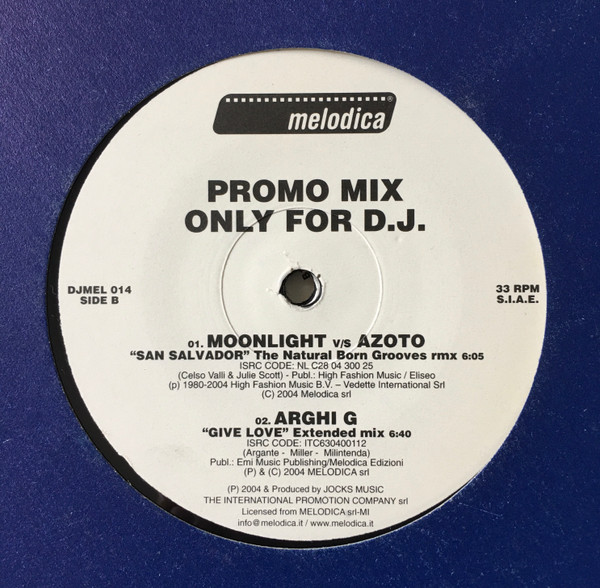 melodica®
PROMO MIX
ONLY FOR D.J.
DJMEL 014
SIDE B
33 RPM
S.I.A.E.
01. MOONLIGHT V/S AZOTO
“SAN SALVADOR” The Natural Born Grooves rmx 6:05
ISRC CODE: NL C28 04 300 25
(Celso Valli & Julie Scott) - Publ.: High Fashion Music / Eliseo
(p) 1980-2004 High Fashion Music B.V. – Vedette International Srl
(C) 2004 Melodica srl
02. ARGHI G
“GIVE LOVE” Extended mix 6:40
ISRC CODE: ITC630400112
(Argante - Miller - Milintenda)
Publ.: Emi Music Publishing/Melodica Edizioni
(P) & (C) 2004 MELODICA srl
(P) 2004 & Produced by JOCKS MUSIC
THE INTERNATIONAL PROMOTION COMPANY srl
Licensed from MELODICA srl-MI
info@melodica.it / www.melodica.it